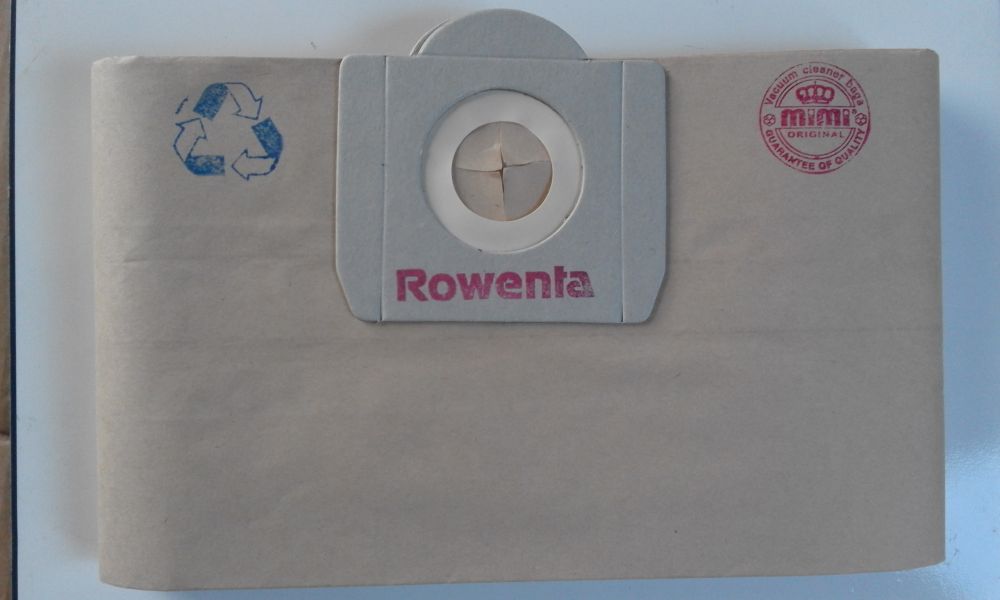 Vacuum cleaner bags
mimi®
ORIGINAL
GUARANTEE OF QUALITY
Rowenta